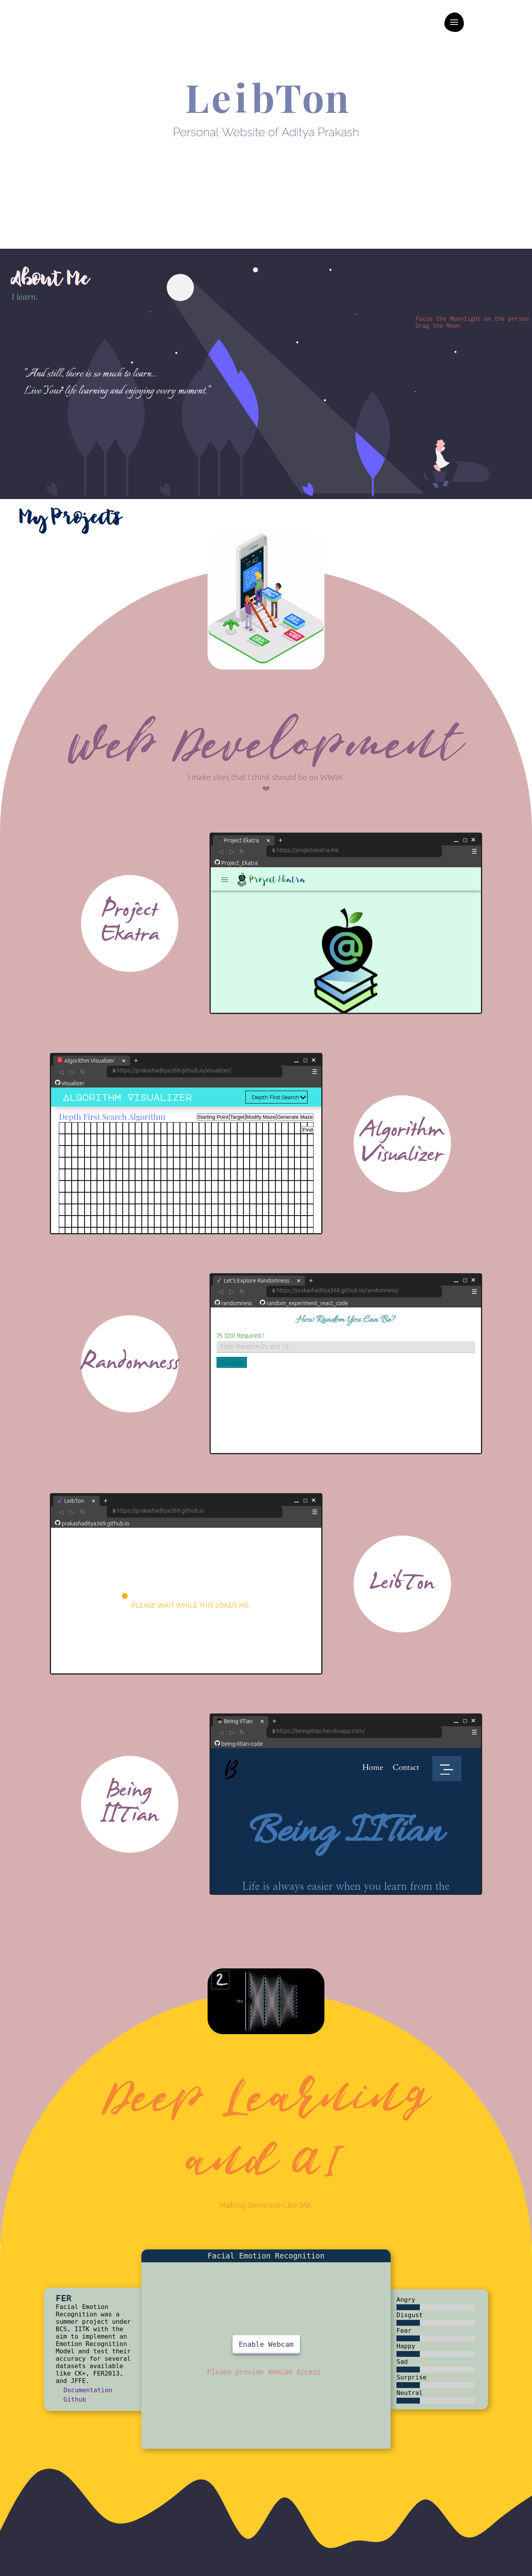 LeibTon
Personal Website of Aditya Prakash
About Me
I learn.
Focus the Moonlight on the person.
Drag the Moon.
"And still, there is so much to learn...
Live Your life learning and enjoying every moment."
My Projects
Web Development
I make sites that I think should be on WWW.
❤
Project Ekatra × +
https://projectekatra.me
Project_Ekatra
Project Ekatra
Project
Ekatra
Algorithm Visualizer × +
https://prakashaditya369.github.io/visualizer/
visualizer
ALGORITHM VISUALIZER
Depth First Search
Depth First Search Algorithm
Starting Point Target Modify Maze Generate Maze
Find
Algorithm
Visualizer
Let's Explore Randomness × +
https://prakashaditya369.github.io/randomness/
randomness random_experiment_react_code
How Random You Can Be?
75 Still Required !
Enter Random 0s and 1s
Randomness
LeibTon × +
https://prakashaditya369.github.io
prakashaditya369.github.io
PLEASE WAIT WHILE THIS LOADS ME.
LeibTon
Being IITian × +
https://beingiitian.herokuapp.com/
being-iitian-code
B
Home Contact
Being IITian
Life is always easier when you learn from the
Being
IITian
2
Deep Learning
and AI
Making Someone Like Me.
Facial Emotion Recognition
FER
Facial Emotion
Recognition was a
summer project under
BCS, IITK with the
aim to implement an
Emotion Recognition
Model and test their
accuracy for several
datasets available
like CK+, FER2013,
and JFFE.
Documentation
Github
Enable Webcam
Please provide Webcam Access.
Angry
Disgust
Fear
Happy
Sad
Surprise
Neutral